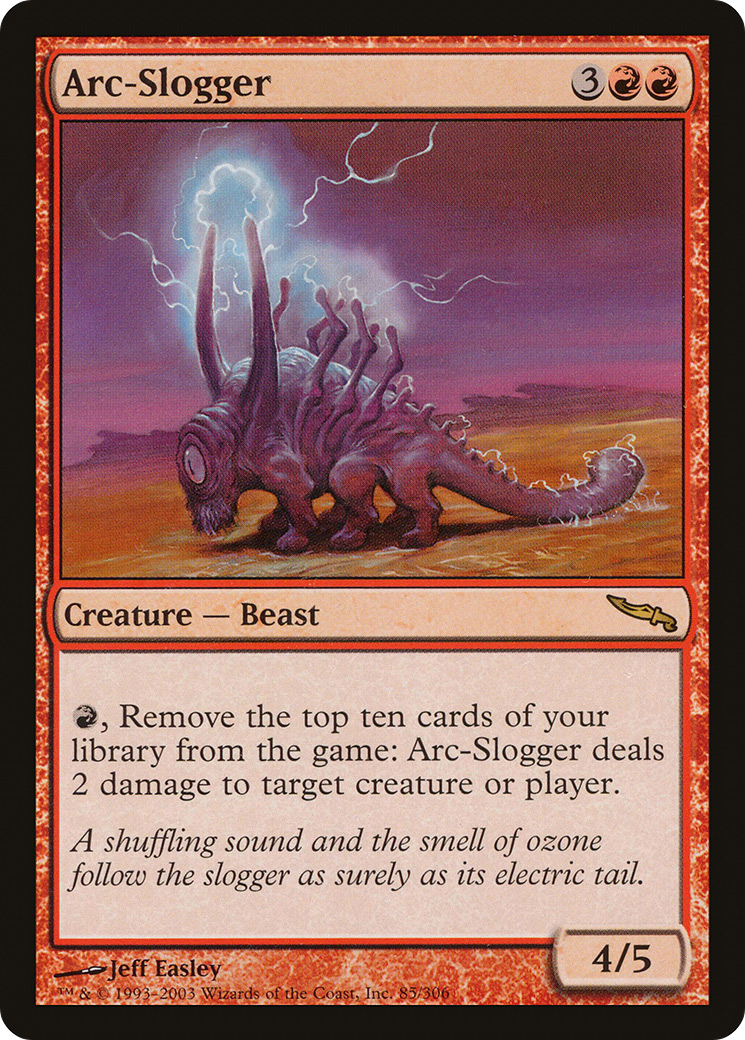 Arc-Slogger 3
Creature — Beast
, Remove the top ten cards of your
library from the game: Arc-Slogger deals
2 damage to target creature or player.
A shuffling sound and the smell of ozone
follow the slogger as surely as its electric tail.
4/5
Jeff Easley
™ & © 1993–2003 Wizards of the Coast, Inc. 85/306